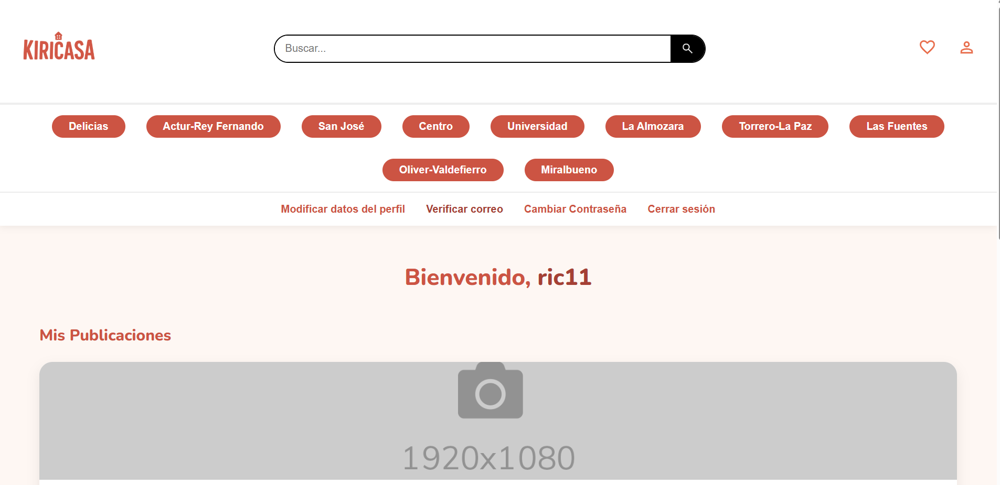 KIRICASA
Buscar...
Delicias
Actur-Rey Fernando
San José
Centro
Universidad
La Almozara
Torrero-La Paz
Las Fuentes
Oliver-Valdefierro
Miralbueno
Modificar datos del perfil
Verificar correo
Cambiar Contraseña
Cerrar sesión
Bienvenido, ric11
Mis Publicaciones
1920x1080